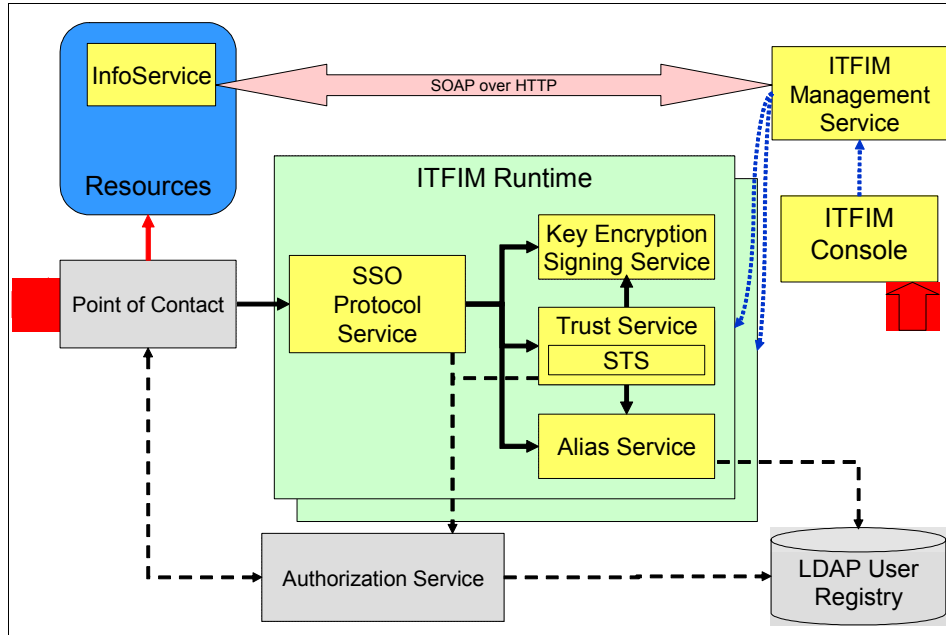 InfoService
Resources
SOAP over HTTP
ITFIM
Management
Service
ITFIM Runtime
ITFIM
Console
Point of Contact
SSO
Protocol
Service
Key Encryption
Signing Service
Trust Service
STS
Alias Service
Authorization Service
LDAP User
Registry